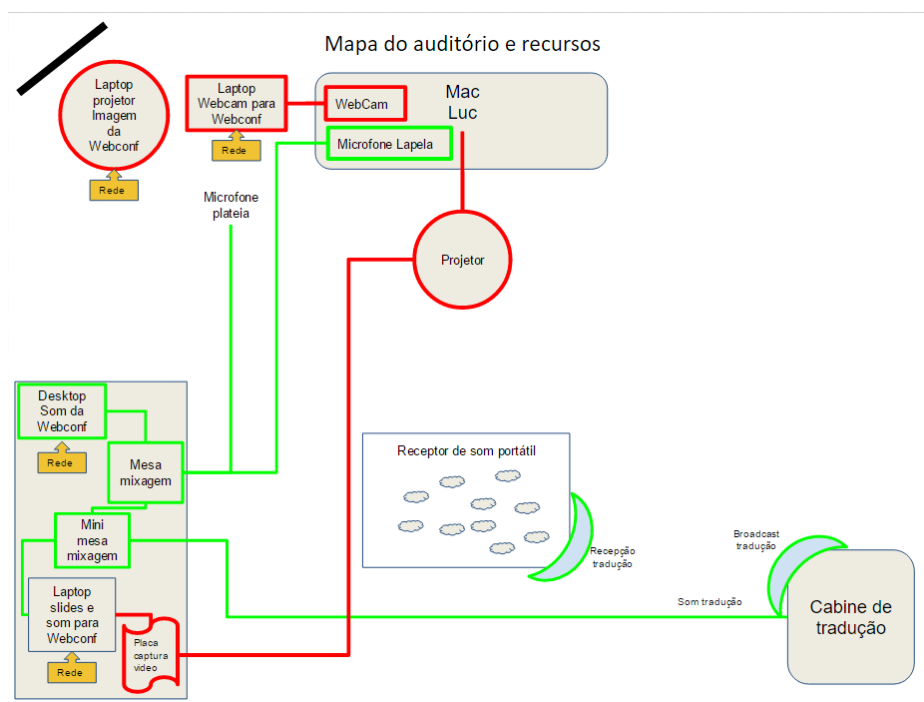 Mapa do auditório e recursos
Laptop
projetor
Imagem
da
Webconf
Rede
Laptop
Webcam para
Webconf
Rede
WebCam
Mac
Luc
Microfone Lapela
Microfone
plateia
Projetor
Desktop
Som da
Webconf
Rede
Mesa
mixagem
Mini
mesa
mixagem
Laptop
slides e
som para
Webconf
Rede
Placa
captura
video
Receptor de som portátil
Recepção
tradução
Broadcast
tradução
Som tradução
Cabine de
tradução